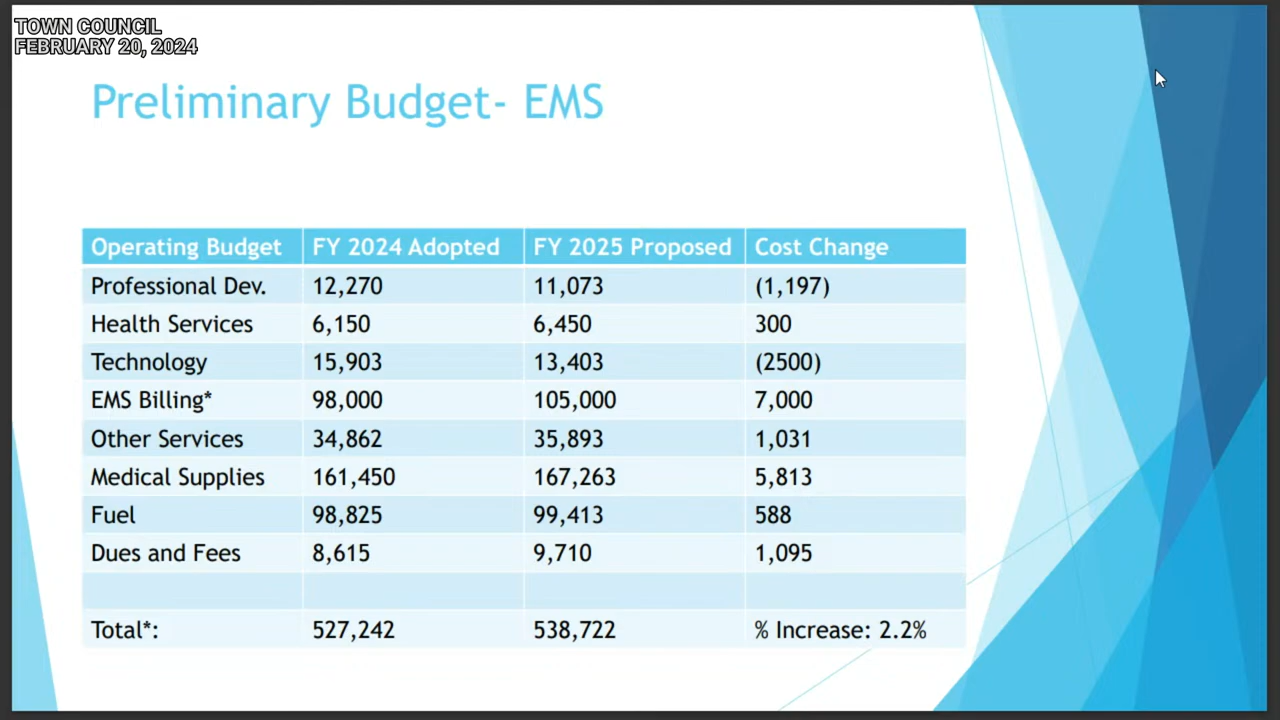 TOWN COUNCIL
FEBRUARY 20, 2024
Preliminary Budget- EMS
Operating Budget FY 2024 Adopted FY 2025 Proposed Cost Change
Professional Dev. 12,270 11,073 (1,197)
Health Services 6,150 6,450 300
Technology 15,903 13,403 (2500)
EMS Billing* 98,000 105,000 7,000
Other Services 34,862 35,893 1,031
Medical Supplies 161,450 167,263 5,813
Fuel 98,825 99,413 588
Dues and Fees 8,615 9,710 1,095
Total*: 527,242 538,722 % Increase: 2.2%